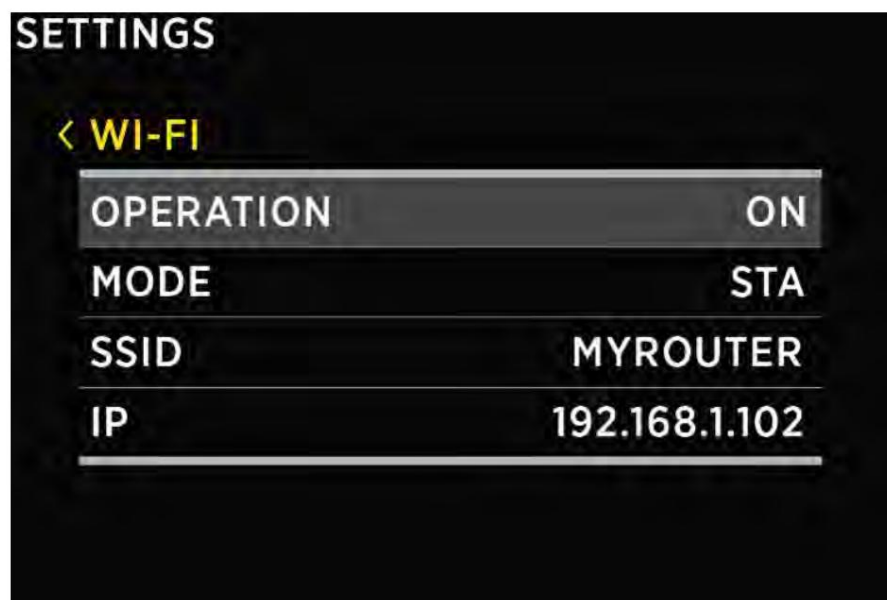 SETTINGS
< WI-FI
OPERATION ON
MODE STA
SSID MYROUTER
IP 192.168.1.102